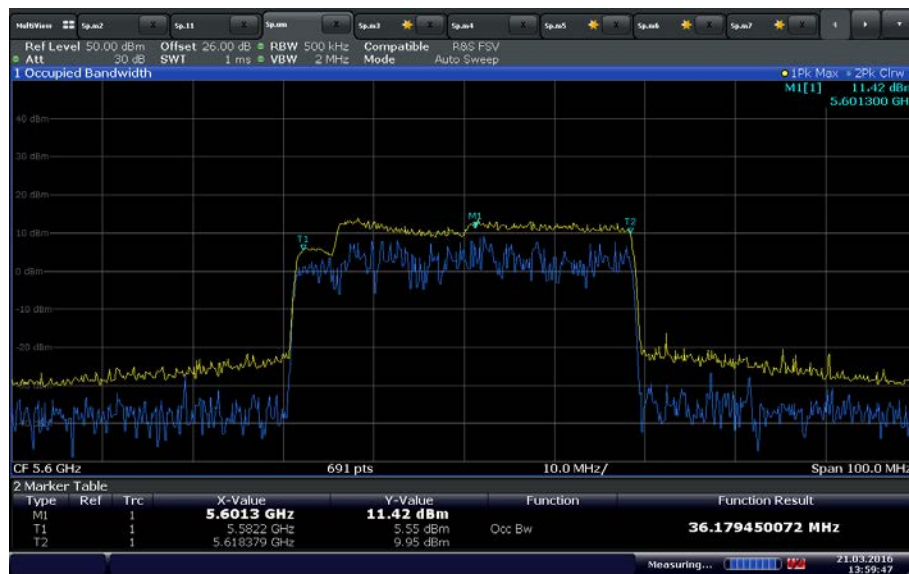 MultiView Sp.m2 X Sp.11 X Sp.um X Sp.m3 X Sp.m4 X Sp.m5 X Sp.m6 X Sp.m7 X
Ref Level 50.00 dBm Offset 26.00 dB RBW 500 kHz Compatible R&S FSV
Att 30 dB SWT 1 ms VBW 2 MHz Mode Auto Sweep
1 Occupied Bandwidth 1Pk Max 2Pk Clrw
M1[1] 11.42 dBm
5.601300 GH
40 dBm
30 dBm
20 dBm
M1
T2
10 dBm
T1
0 dBm
-10 dBm
-20 dBm
CF 5.6 GHz 691 pts 10.0 MHz/ Span 100.0 MHz
2 Marker Table
Type Ref Trc X-Value Y-Value Function Function Result
M1 1 5.6013 GHz 11.42 dBm
T1 1 5.5822 GHz 5.55 dBm Occ Bw 36.179450072 MHz
T2 1 5.618379 GHz 9.95 dBm
Measuring... 21.03.2016
13:59:47